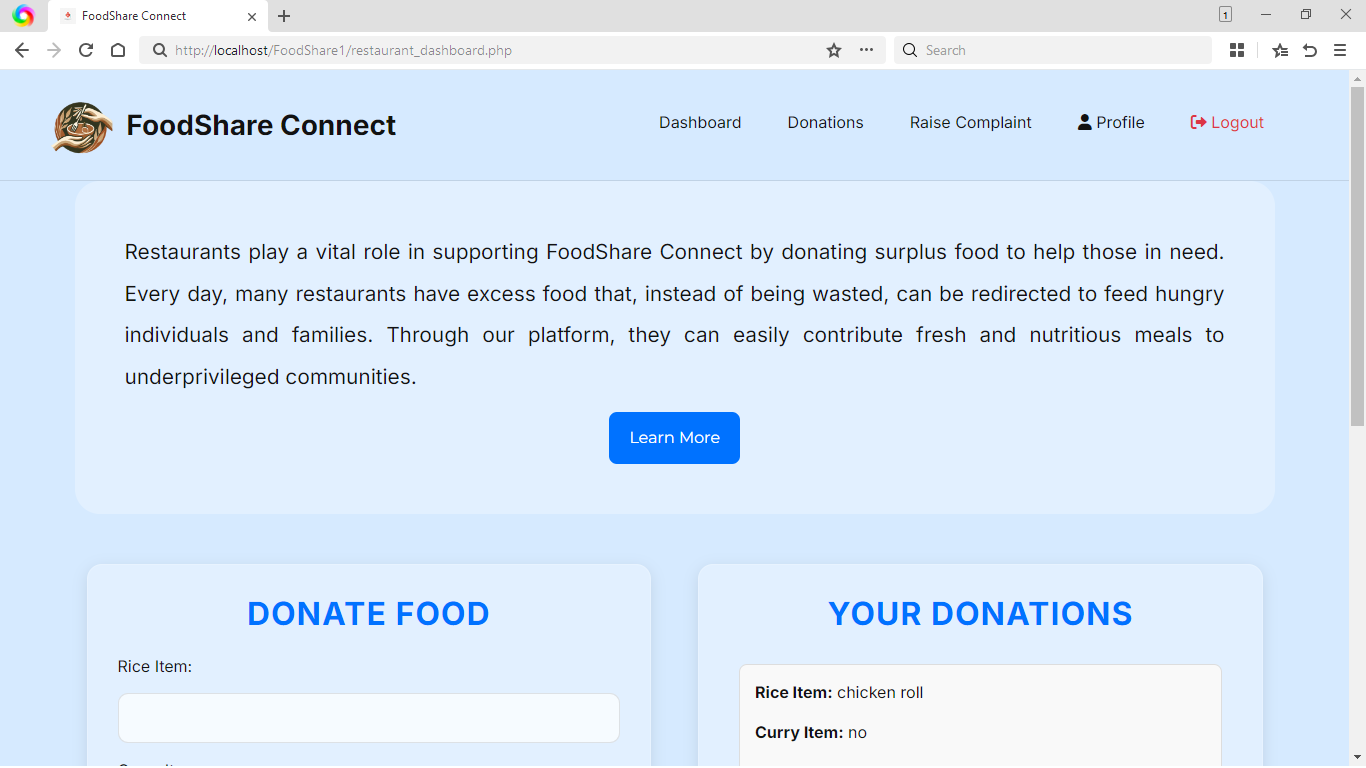 FoodShare Connect
1
http://localhost/FoodShare1/restaurant_dashboard.php
Search
FoodShare Connect
Dashboard
Donations
Raise Complaint
Profile
Logout
Restaurants play a vital role in supporting FoodShare Connect by donating surplus food to help those in need.
Every day, many restaurants have excess food that, instead of being wasted, can be redirected to feed hungry
individuals and families. Through our platform, they can easily contribute fresh and nutritious meals to
underprivileged communities.
Learn More
DONATE FOOD
Rice Item:
YOUR DONATIONS
Rice Item: chicken roll
Curry Item: no